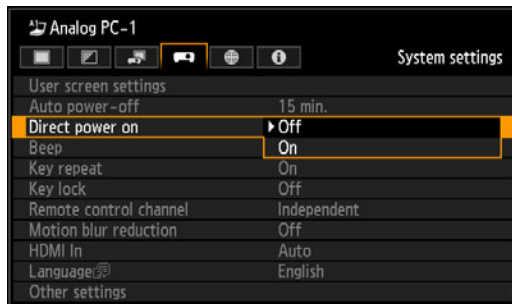 Analog PC-1
System settings
User screen settings
Auto power-off 15 min.
Direct power on Off
On
Beep
Key repeat On
Key lock Off
Remote control channel Independent
Motion blur reduction Off
HDMI In Auto
Language English
Other settings